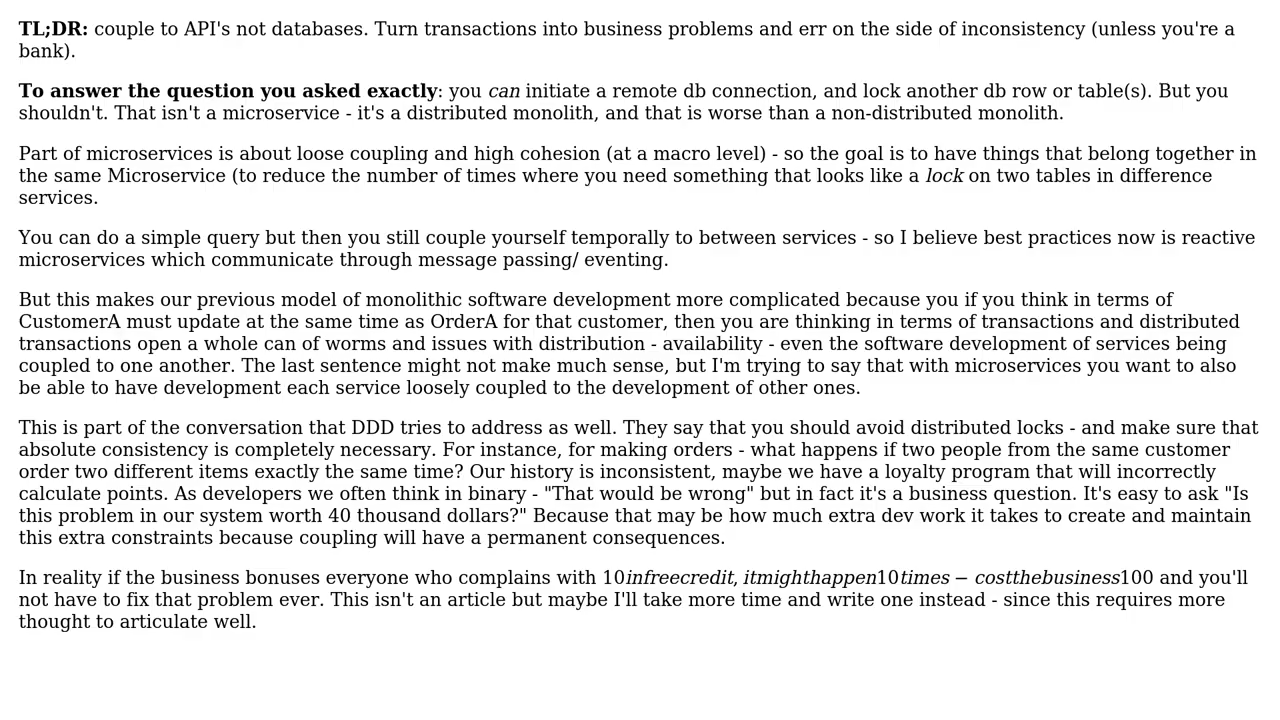 TL;DR: couple to API's not databases. Turn transactions into business problems and err on the side of inconsistency (unless you're a
bank).
To answer the question you asked exactly: you can initiate a remote db connection, and lock another db row or table(s). But you
shouldn't. That isn't a microservice - it's a distributed monolith, and that is worse than a non-distributed monolith.
Part of microservices is about loose coupling and high cohesion (at a macro level) - so the goal is to have things that belong together in
the same Microservice (to reduce the number of times where you need something that looks like a lock on two tables in difference
services.
You can do a simple query but then you still couple yourself temporally to between services - so I believe best practices now is reactive
microservices which communicate through message passing/ eventing.
But this makes our previous model of monolithic software development more complicated because you if you think in terms of
CustomerA must update at the same time as OrderA for that customer, then you are thinking in terms of transactions and distributed
transactions open a whole can of worms and issues with distribution - availability - even the software development of services being
coupled to one another. The last sentence might not make much sense, but I'm trying to say that with microservices you want to also
be able to have development each service loosely coupled to the development of other ones.
This is part of the conversation that DDD tries to address as well. They say that you should avoid distributed locks - and make sure that
absolute consistency is completely necessary. For instance, for making orders - what happens if two people from the same customer
order two different items exactly the same time? Our history is inconsistent, maybe we have a loyalty program that will incorrectly
calculate points. As developers we often think in binary - "That would be wrong" but in fact it's a business question. It's easy to ask "Is
this problem in our system worth 40 thousand dollars?" Because that may be how much extra dev work it takes to create and maintain
this extra constraints because coupling will have a permanent consequences.
In reality if the business bonuses everyone who complains with 10infreecredit, itmighthappen10times − costthebusiness100 and you'll
not have to fix that problem ever. This isn't an article but maybe I'll take more time and write one instead - since this requires more
thought to articulate well.